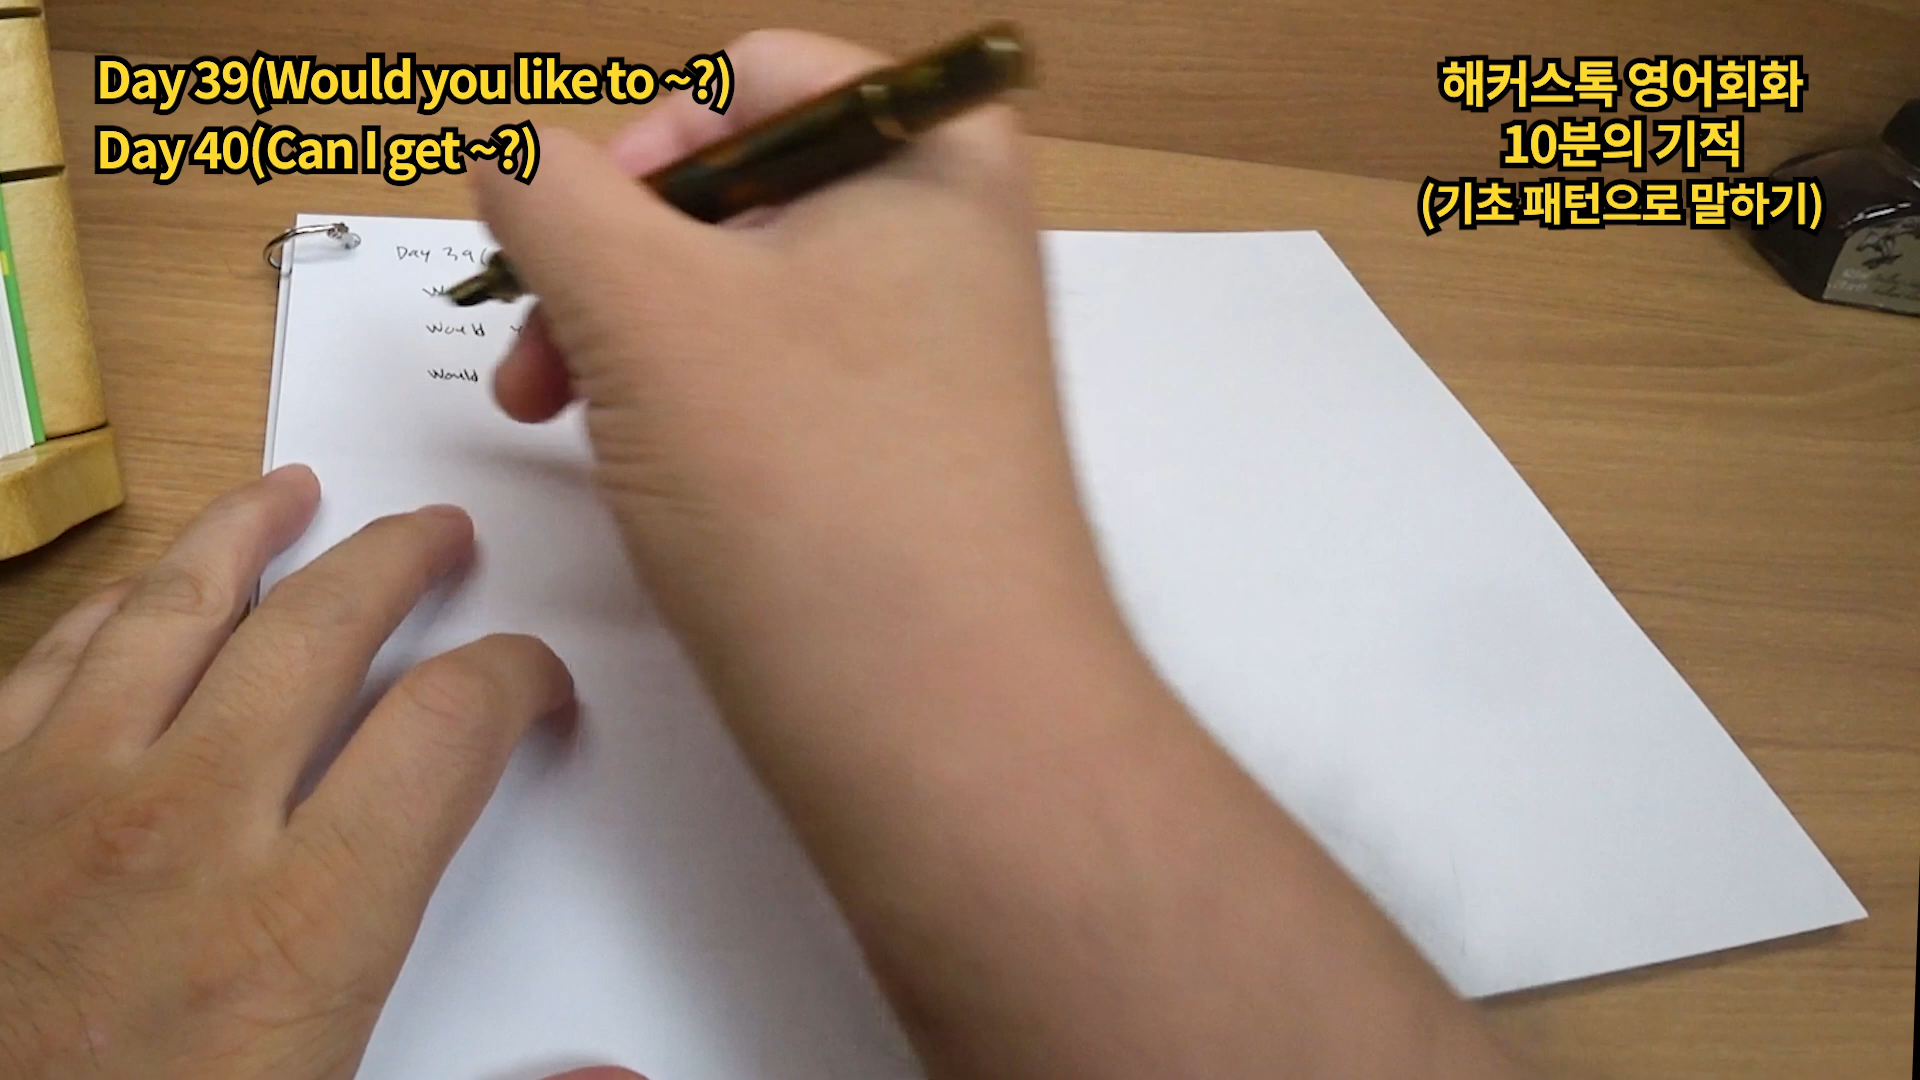 Day 39(Would you like to ~?)
Day 40(Can I get ~?)
해커스톡 영어회화
10분의 기적
(기초 패턴으로 말하기)
Day 39(
Would
Would